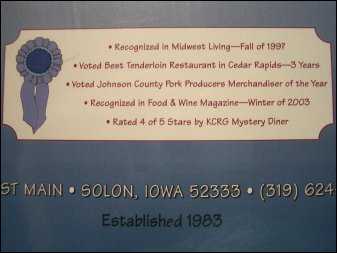 • Recognized in Midwest Living—Fall of 1997
• Voted Best Tenderloin Restaurant in Cedar Rapids—3 Years
• Voted Johnson County Pork Producers Merchandiser of the Year
• Recognized in Food & Wine Magazine—Winter of 2003
• Rated 4 of 5 Stars by KCRG Mystery Diner
ST MAIN • SOLON, IOWA 52333 • (319) 624-
Established 1983